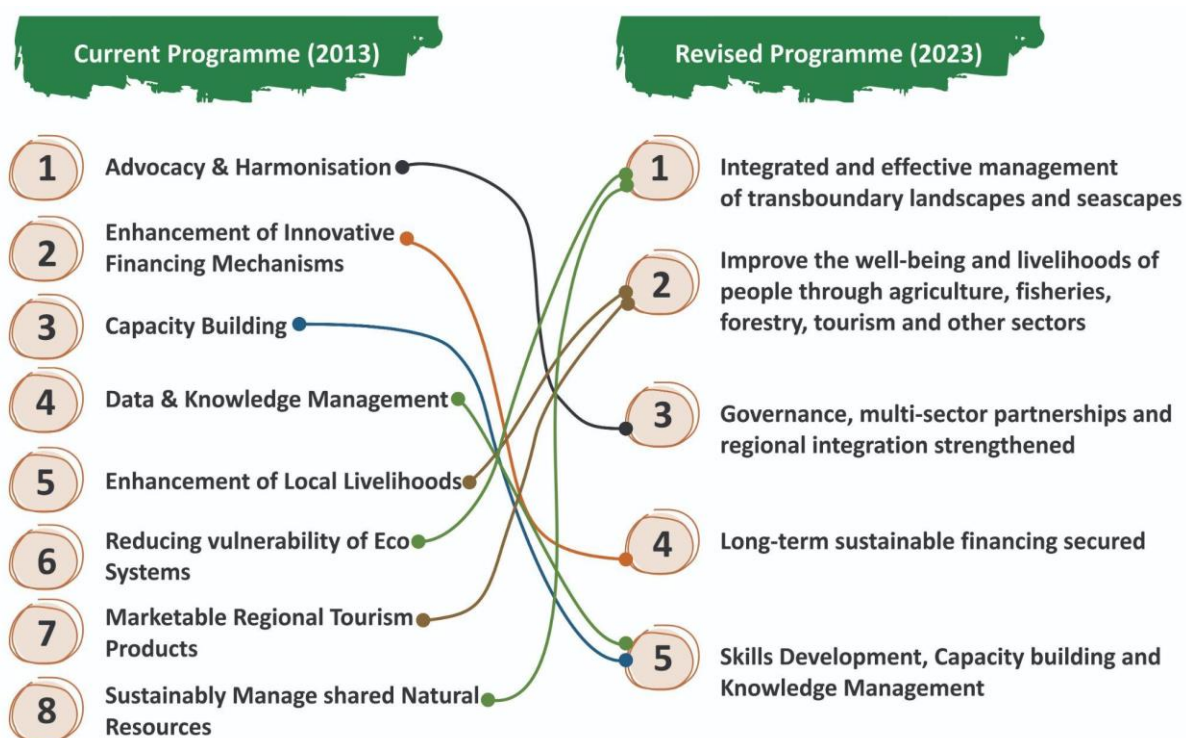 Current Programme (2013)
1
Advocacy & Harmonisation
2
Enhancement of Innovative
Financing Mechanisms
3
Capacity Building
4
Data & Knowledge Management
5
Enhancement of Local Livelihoods
6
Reducing vulnerability of Eco
Systems
7
Marketable Regional Tourism
Products
8
Sustainably Manage shared Natural
Resources
Revised Programme (2023)
1
Integrated and effective management
of transboundary landscapes and seascapes
2
Improve the well-being and livelihoods of
people through agriculture, fisheries,
forestry, tourism and other sectors
3
Governance, multi-sector partnerships and
regional integration strengthened
4
Long-term sustainable financing secured
5
Skills Development, Capacity building and
Knowledge Management